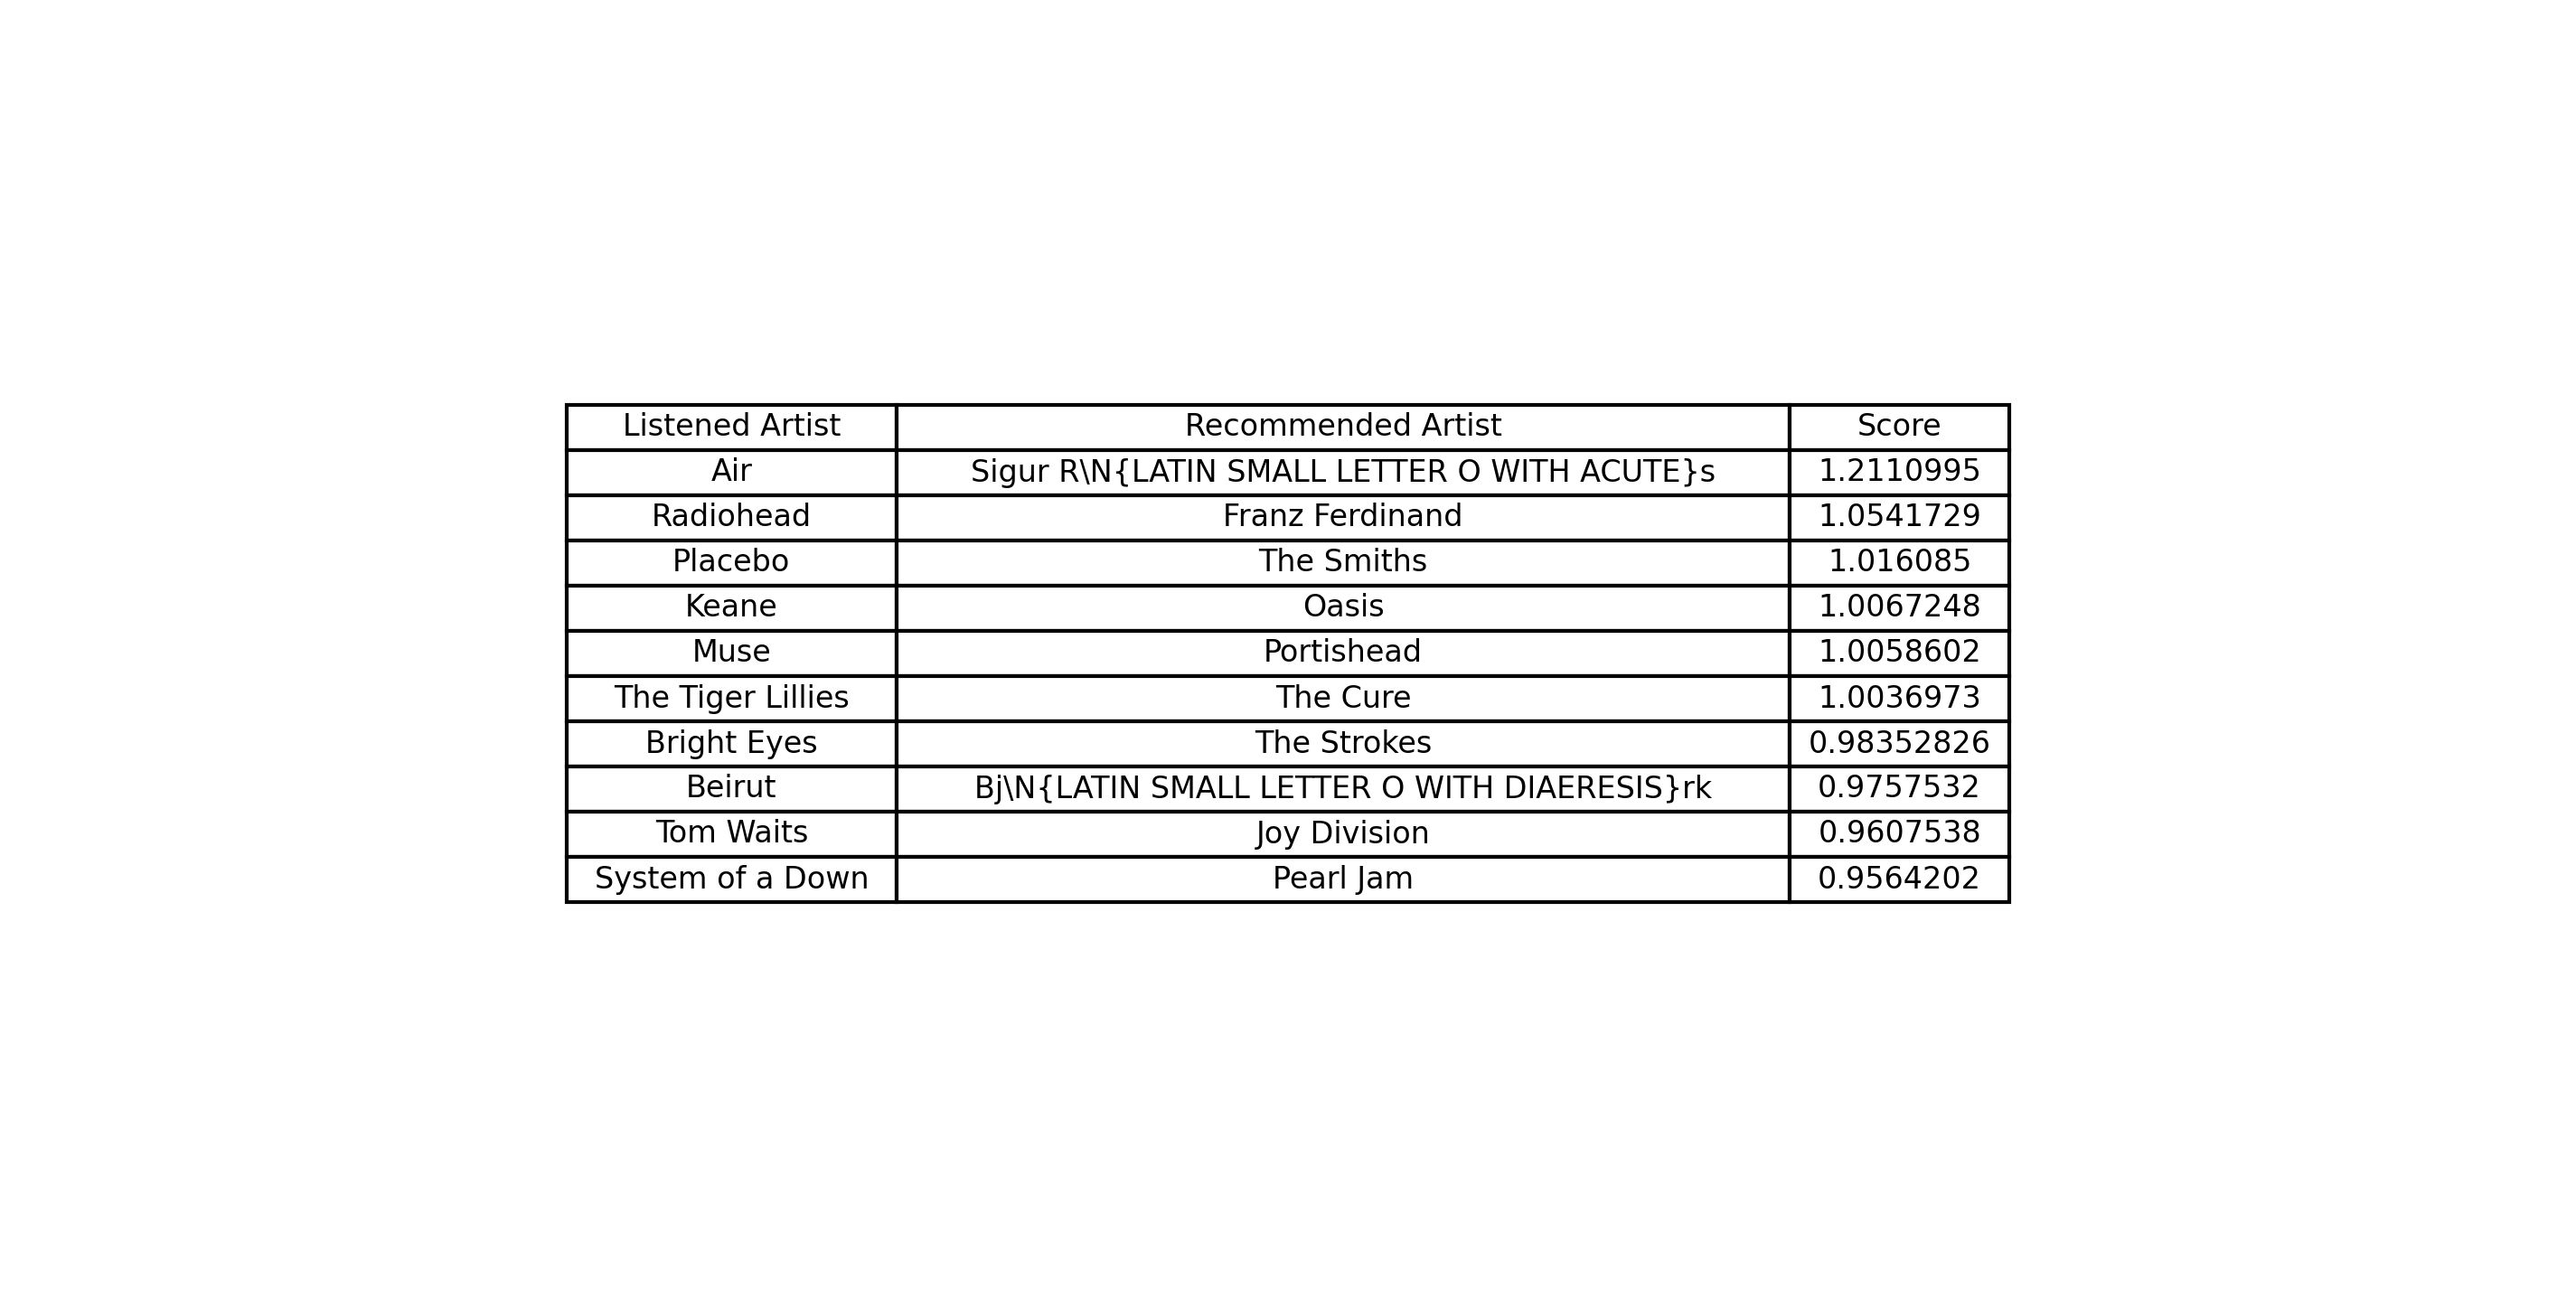 Listened Artist Recommended Artist Score
Air Sigur R\N{LATIN SMALL LETTER O WITH ACUTE}s 1.2110995
Radiohead Franz Ferdinand 1.0541729
Placebo The Smiths 1.016085
Keane Oasis 1.0067248
Muse Portishead 1.0058602
The Tiger Lillies The Cure 1.0036973
Bright Eyes The Strokes 0.98352826
Beirut Bj\N{LATIN SMALL LETTER O WITH DIAERESIS}rk 0.9757532
Tom Waits Joy Division 0.9607538
System of a Down Pearl Jam 0.9564202